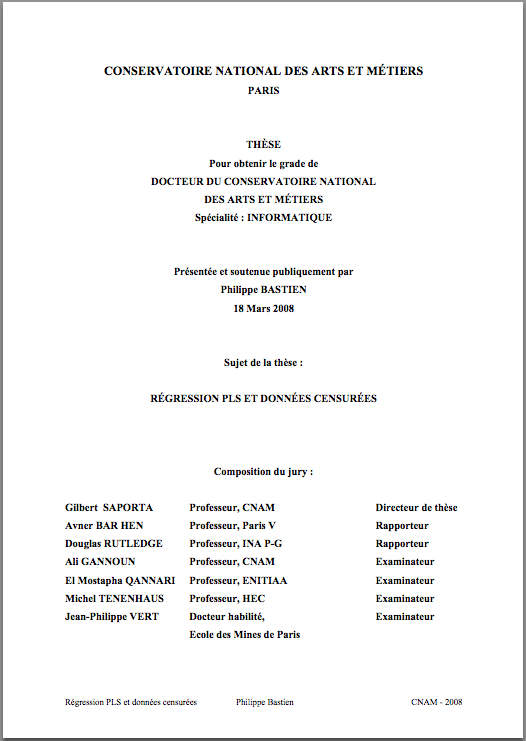 CONSERVATOIRE NATIONAL DES ARTS ET MÉTIERS
PARIS
THÈSE
Pour obtenir le grade de
DOCTEUR DU CONSERVATOIRE NATIONAL
DES ARTS ET MÉTIERS
Spécialité : INFORMATIQUE
Présentée et soutenue publiquement par
Philippe BASTIEN
18 Mars 2008
Sujet de la thèse :
RÉGRESSION PLS ET DONNÉES CENSURÉES
Composition du jury :
Gilbert SAPORTA Professeur, CNAM Directeur de thèse
Avner BAR HEN Professeur, Paris V Rapporteur
Douglas RUTLEDGE Professeur, INA P-G Rapporteur
Ali GANNOUN Professeur, CNAM Examinateur
El Mostapha QANNARI Professeur, ENITIAA Examinateur
Michel TENENHAUS Professeur, HEC Examinateur
Jean-Philippe VERT Docteur habilité, Examinateur
Ecole des Mines de Paris
Régression PLS et données censurées Philippe Bastien CNAM - 2008